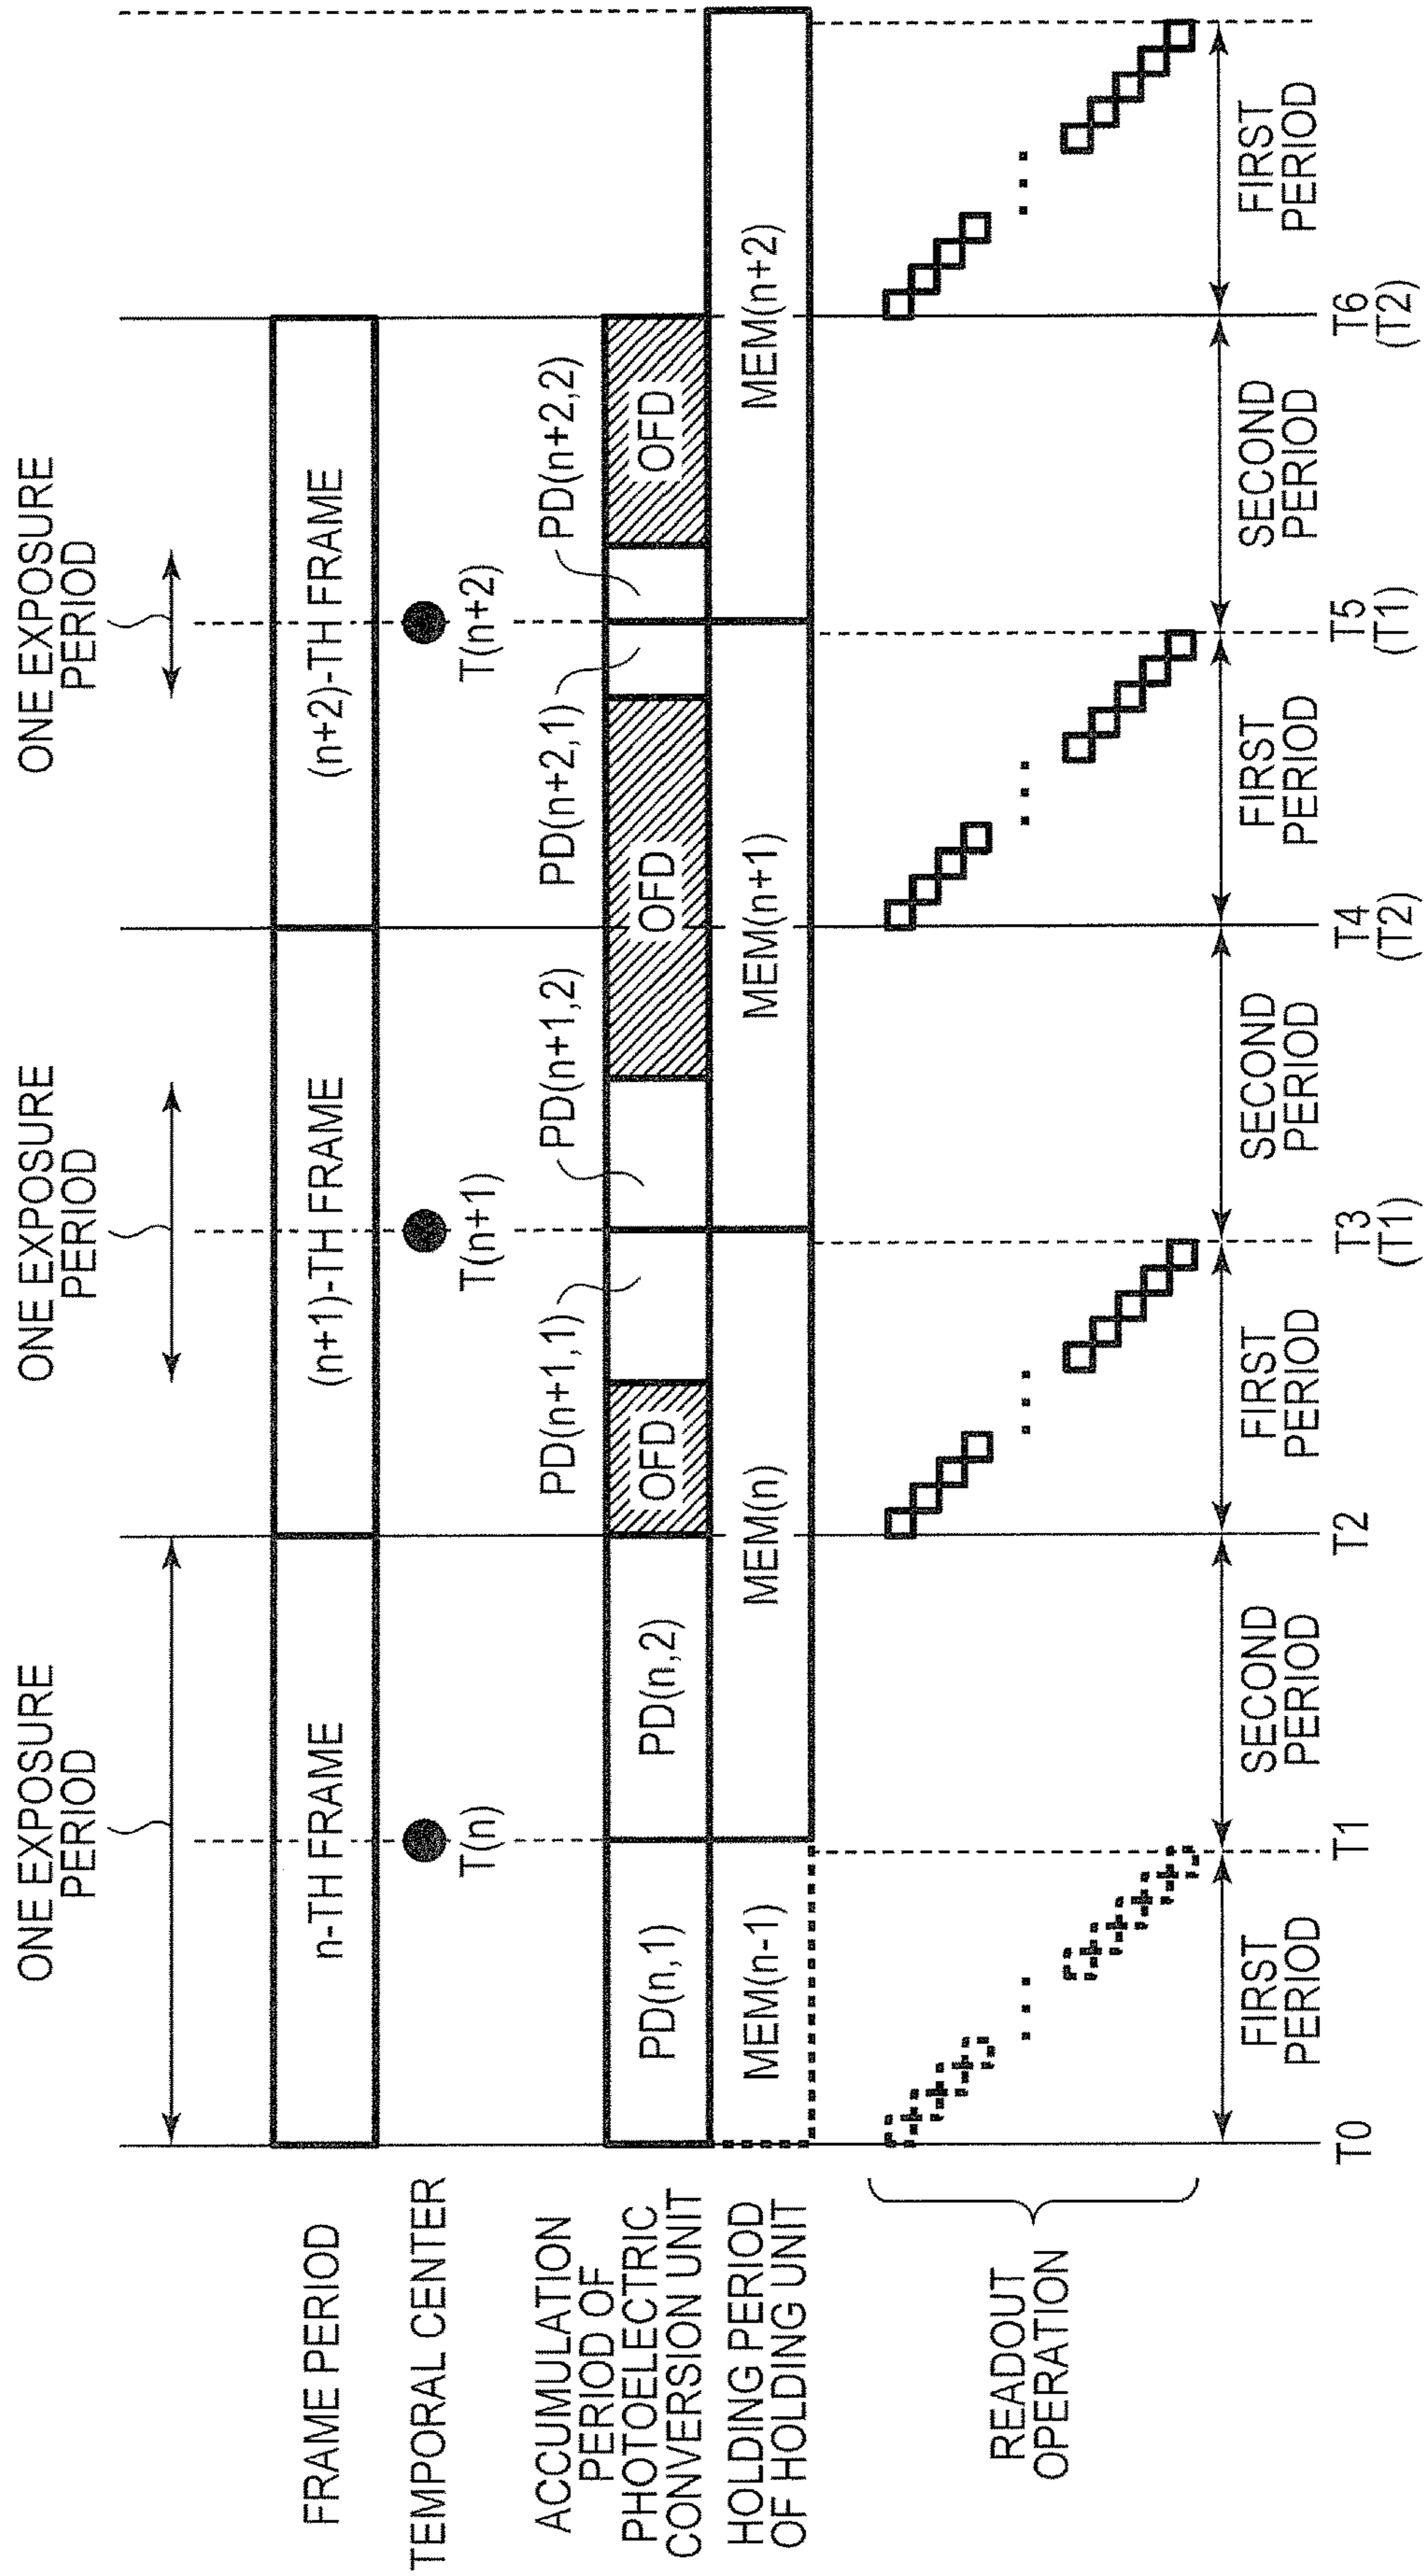 ONE EXPOSURE
PERIOD
ONE EXPOSURE
PERIOD
ONE EXPOSURE
PERIOD
FRAME PERIOD
n-TH FRAME
(n+1)-TH FRAME
(n+2)-TH FRAME
TEMPORAL CENTER
T(n)
T(n+1)
T(n+2)
PD(n+1,1)
PD(n+1,2)
PD(n+2,1)
PD(n+2,2)
ACCUMULATION
PERIOD OF
PHOTOELECTRIC
CONVERSION UNIT
PD(n,1)
PD(n,2)
OFD
OFD
OFD
HOLDING PERIOD
OF HOLDING UNIT
MEM(n-1)
MEM(n)
MEM(n+1)
MEM(n+2)
READOUT
OPERATION
FIRST
PERIOD
SECOND
PERIOD
FIRST
PERIOD
SECOND
PERIOD
FIRST
PERIOD
SECOND
PERIOD
FIRST
PERIOD
T0
T1
T2
T3
(T1)
T4
(T2)
T5
(T1)
T6
(T2)